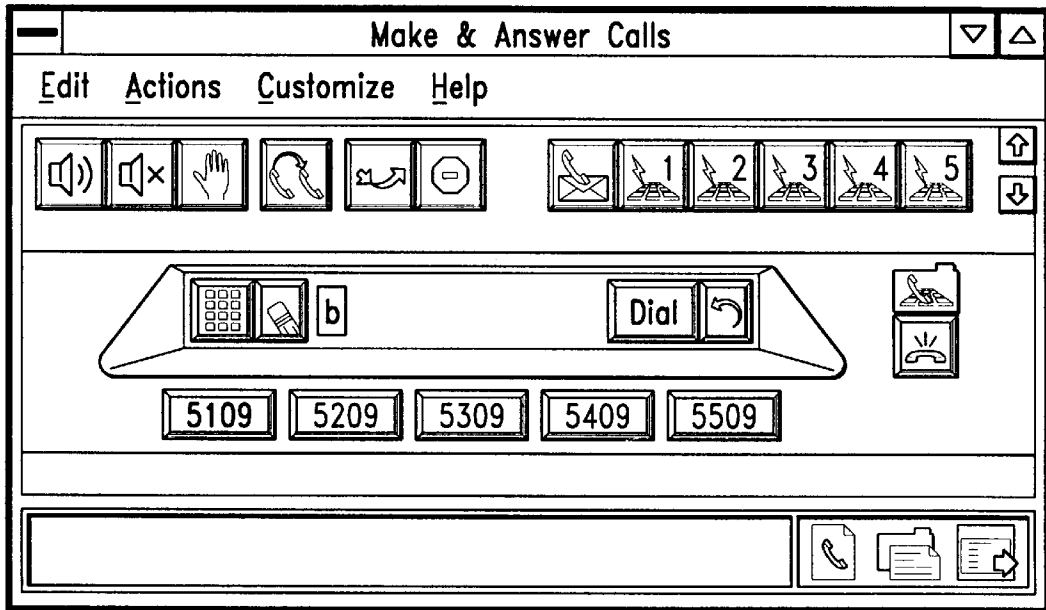 Make & Answer Calls
Edit Actions Customize Help
1 2 3 4 5
b Dial
5109 5209 5309 5409 5509